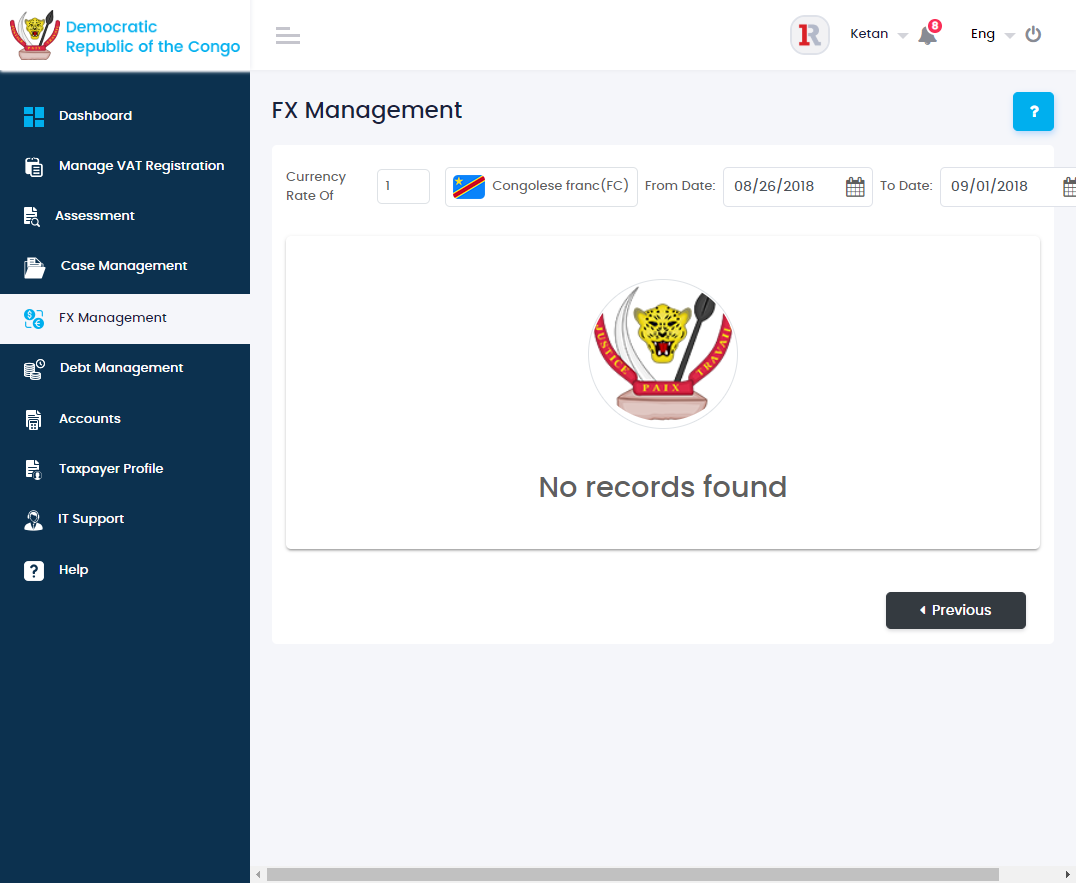 Democratic
Republic of the Congo
R
Ketan
8
Eng
Dashboard
Manage VAT Registration
Assessment
Case Management
FX Management
Debt Management
Accounts
Taxpayer Profile
IT Support
Help
FX Management
?
Currency
Rate Of
1
Congolese franc(FC)
From Date:
08/26/2018
To Date:
09/01/2018
JUSTICE PAIX TRAVAIL
No records found
Previous